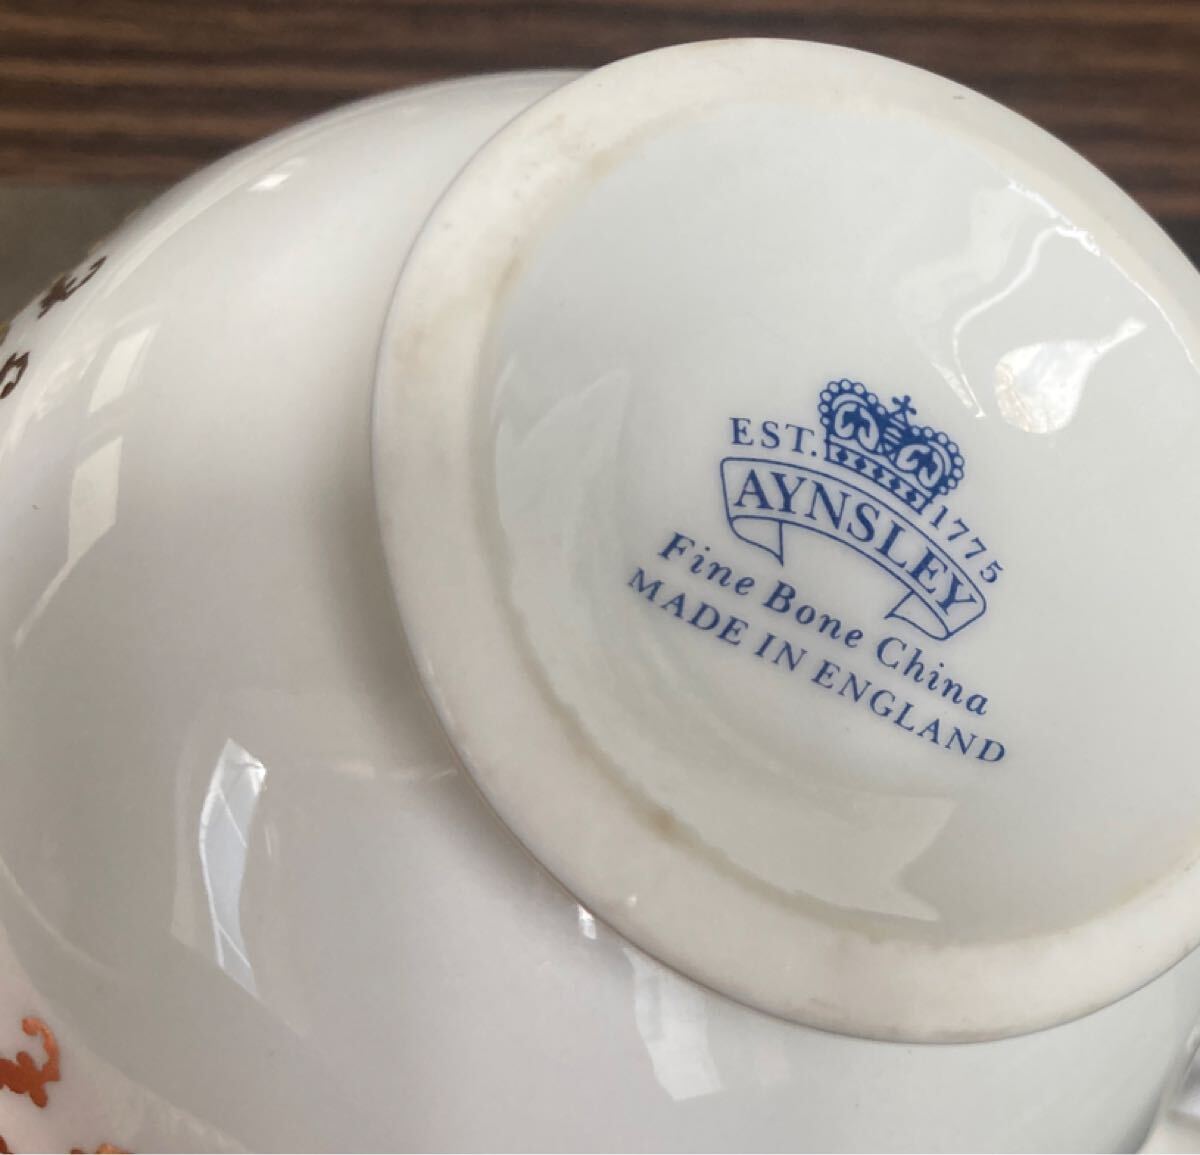 EST. 1775
AYNSLEY
Fine Bone China
MADE IN ENGLAND